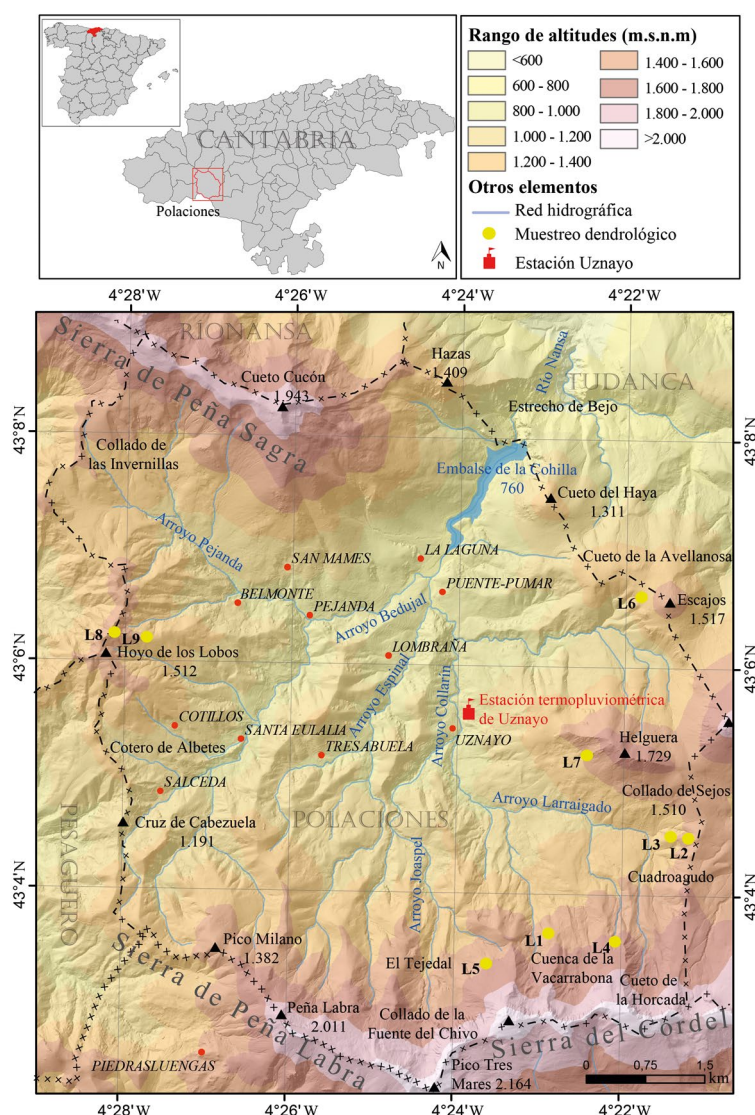 CANTABRIA
Polaciones
N
Rango de altitudes (m.s.n.m)
<600
600 - 800
800 - 1.000
1.000 - 1.200
1.200 - 1.400
1.400 - 1.600
1.600 - 1.800
1.800 - 2.000
>2.000
Otros elementos
Red hidrográfica
Muestreo dendrológico
Estación Uznayo
4°28'W
4°26'W
4°24'W
4°22'W
RIONANSA
Sierra de Peña Sagra
Hazas
1.409
Río Nansa
TUDANCA
Cueto Cucón
1.943
Estrecho de Bejo
43°8'N
43°8'N
Collado de
las Invernillas
Embalse de la Cohilla
760
Cueto del Haya
1.311
Arroyo Pejanda
SAN MAMES
LA LAGUNA
Cueto de la Avellanosa
BELMONTE
PUENTE-PUMAR
PEJANDA
Arroyo Bedujal
L6
Escajos
1.517
L8
L9
Hoyo de los Lobos
1.512
LOMBRAÑA
43°6'N
43°6'N
Arroyo Espinal
Arroyo Collarín
Estación termopluviométrica
de Uznayo
COTILLOS
SANTA EULALIA
UZNAYO
Cotero de Albetes
TRESABUELA
Helguera
1.729
L7
SALCEDA
Arroyo Larraigado
Collado de Sejos
1.510
PESAGUERO
Cruz de Cabezuela
1.191
POLACIONES
L3
L2
Cuadroagudo
Arroyo Joaspel
43°4'N
43°4'N
Pico Milano
1.382
L1
L4
El Tejedal
L5
Cuenca de la
Vacarrabona
Sierra de Peña Labra
Cueto de
la Horcada
Peña Labra
2.011
Collado de la
Fuente del Chivo
Sierra del Cordel
PIEDRASLUENGAS
Pico Tres
Mares 2.164
0
0,75
1,5
km
4°28'W
4°26'W
4°24'W
4°22'W